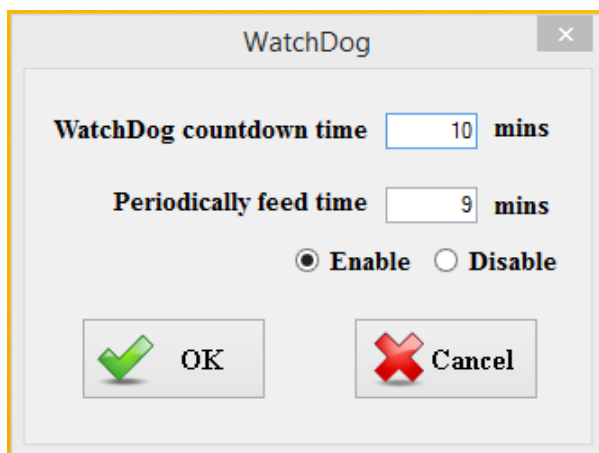 WatchDog
WatchDog countdown time 10 mins
Periodically feed time 9 mins
Enable Disable
OK Cancel